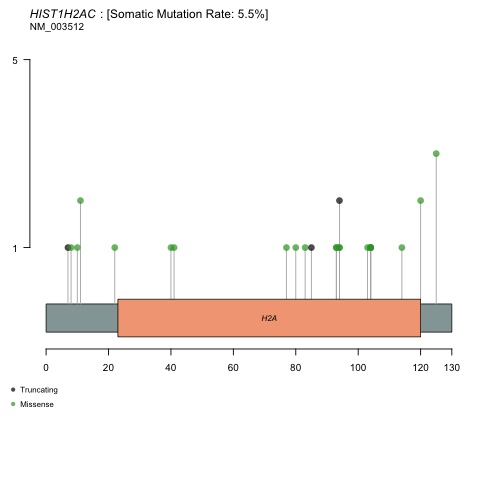 HIST1H2AC : [Somatic Mutation Rate: 5.5%]
NM_003512
5
1
H2A
0 20 40 60 80 100 120 130
Truncating
Missense